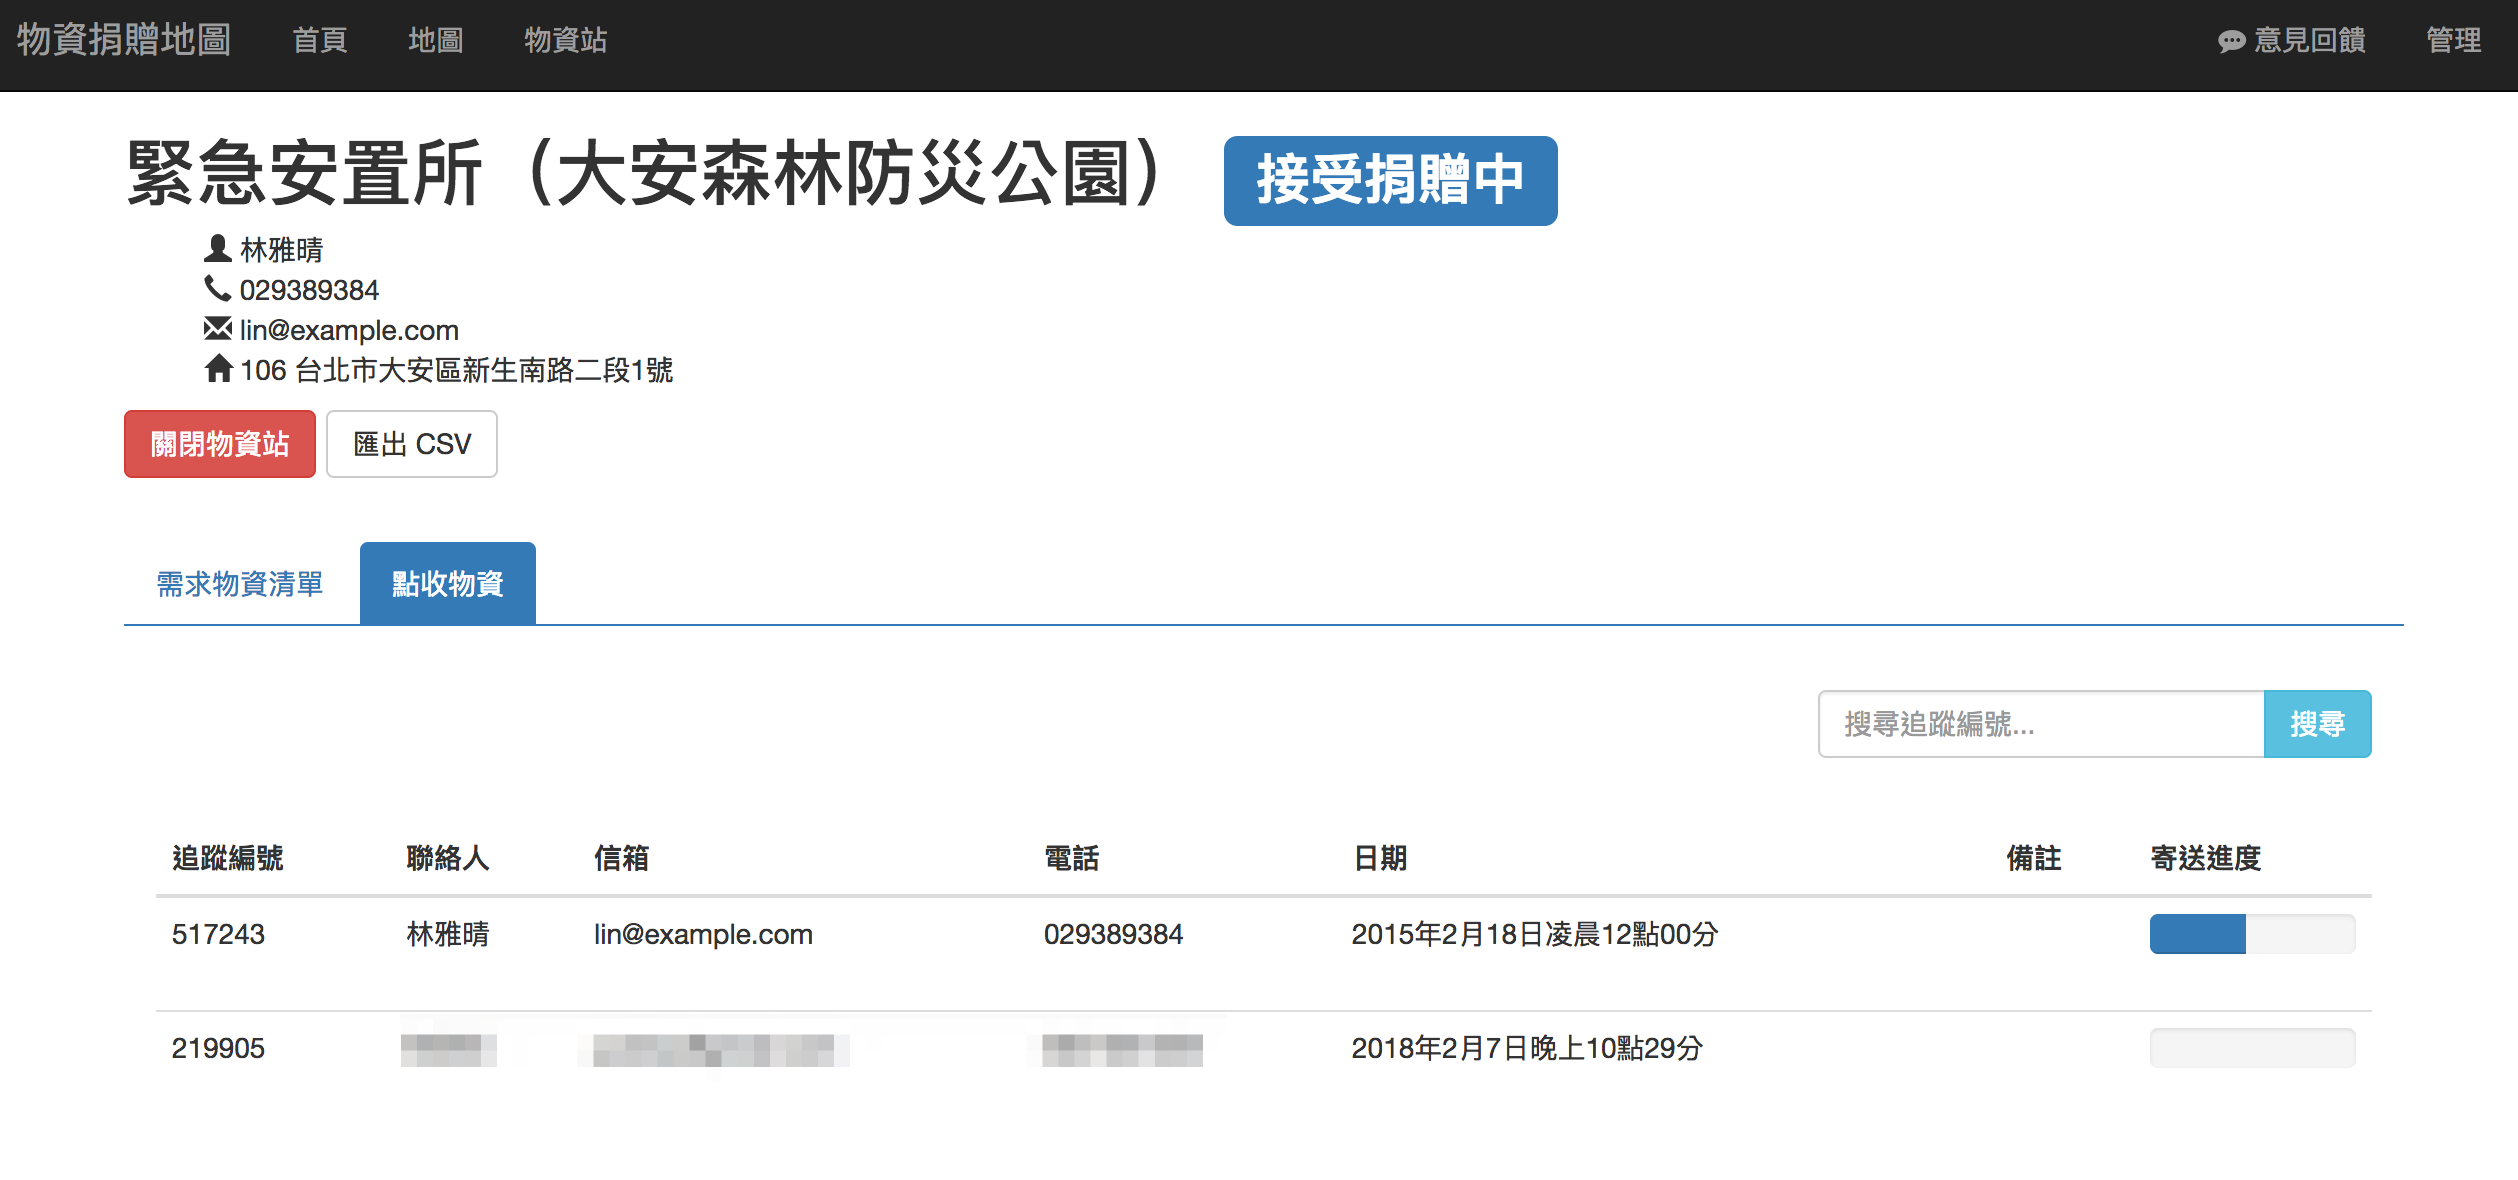 物資捐贈地圖 首頁 地圖 物資站 意見回饋 管理
緊急安置所（大安森林防災公園） 接受捐贈中
林雅晴
029389384
lin@example.com
106 台北市大安區新生南路二段1號
關閉物資站 匯出 CSV
需求物資清單 點收物資
搜尋追蹤編號... 搜尋
追蹤編號 聯絡人 信箱 電話 日期 備註 寄送進度
517243 林雅晴 lin@example.com 029389384 2015年2月18日凌晨12點00分
219905 2018年2月7日晚上10點29分